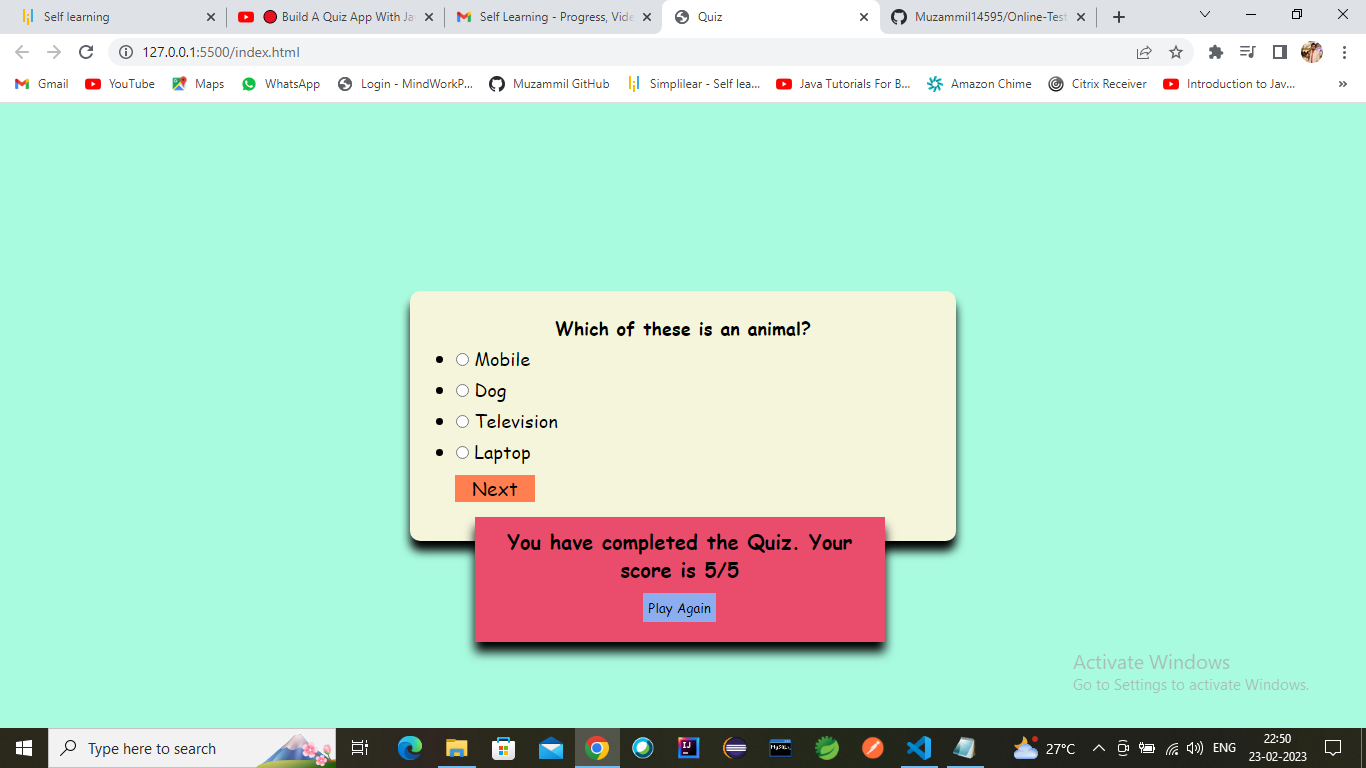 Self learning
Build A Quiz App With Ja
Self Learning - Progress, Vide
Quiz
Muzammil14595/Online-Test
127.0.0.1:5500/index.html
Gmail
YouTube
Maps
WhatsApp
Login - MindWorkP...
Muzammil GitHub
Simplilear - Self lea...
Java Tutorials For B...
Amazon Chime
Citrix Receiver
Introduction to Jav...
»
Which of these is an animal?
Mobile
Dog
Television
Laptop
Next
You have completed the Quiz. Your
score is 5/5
Play Again
Activate Windows
Go to Settings to activate Windows.
Type here to search
27°C
ENG
22:50
23-02-2023